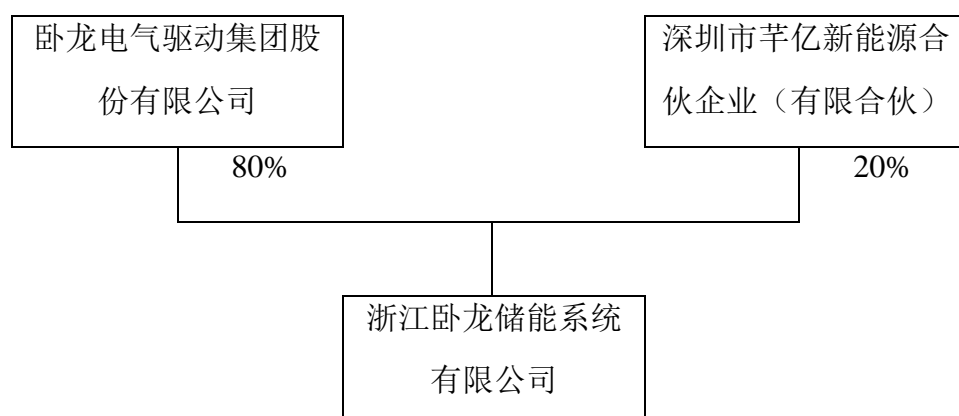 卧龙电气驱动集团股
份有限公司
深圳市芊亿新能源合
伙企业（有限合伙）
80%
20%
浙江卧龙储能系统
有限公司